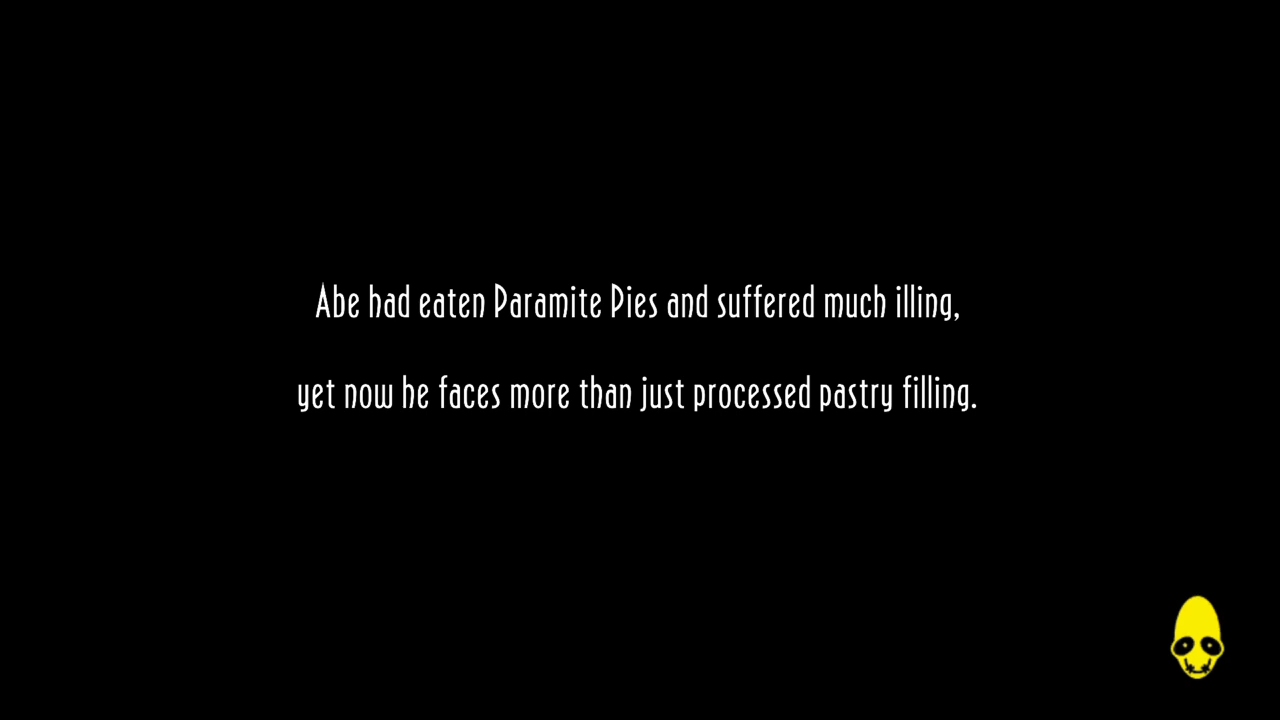 Abe had eaten Paramite Pies and suffered much illing,
yet now he faces more than just processed pastry filling.